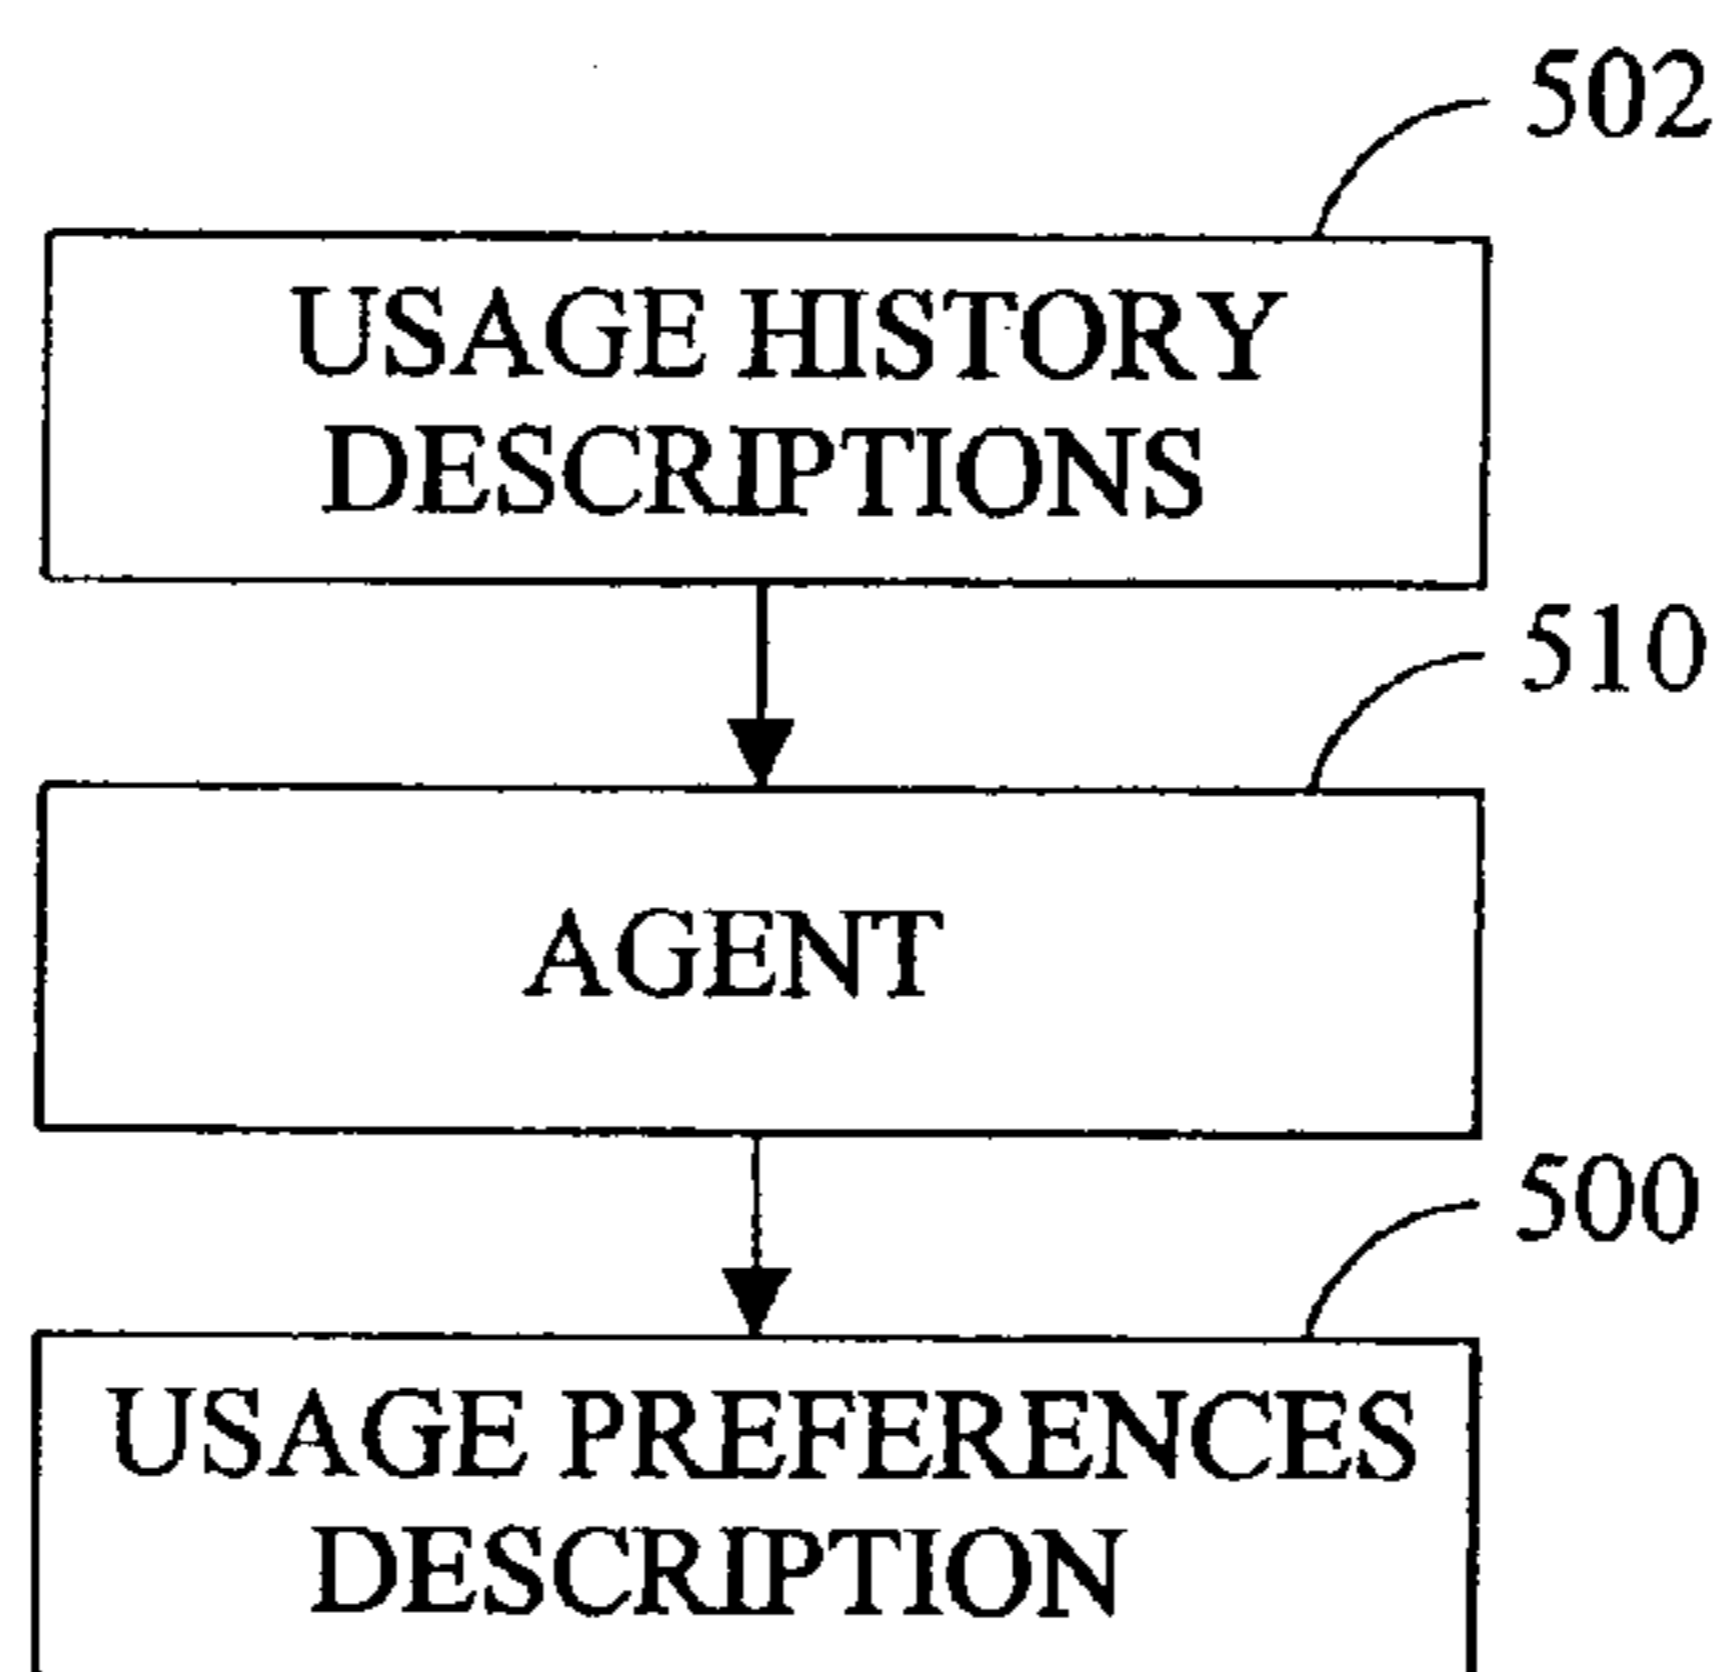 502
USAGE HISTORY
DESCRIPTIONS
510
AGENT
500
USAGE PREFERENCES
DESCRIPTION